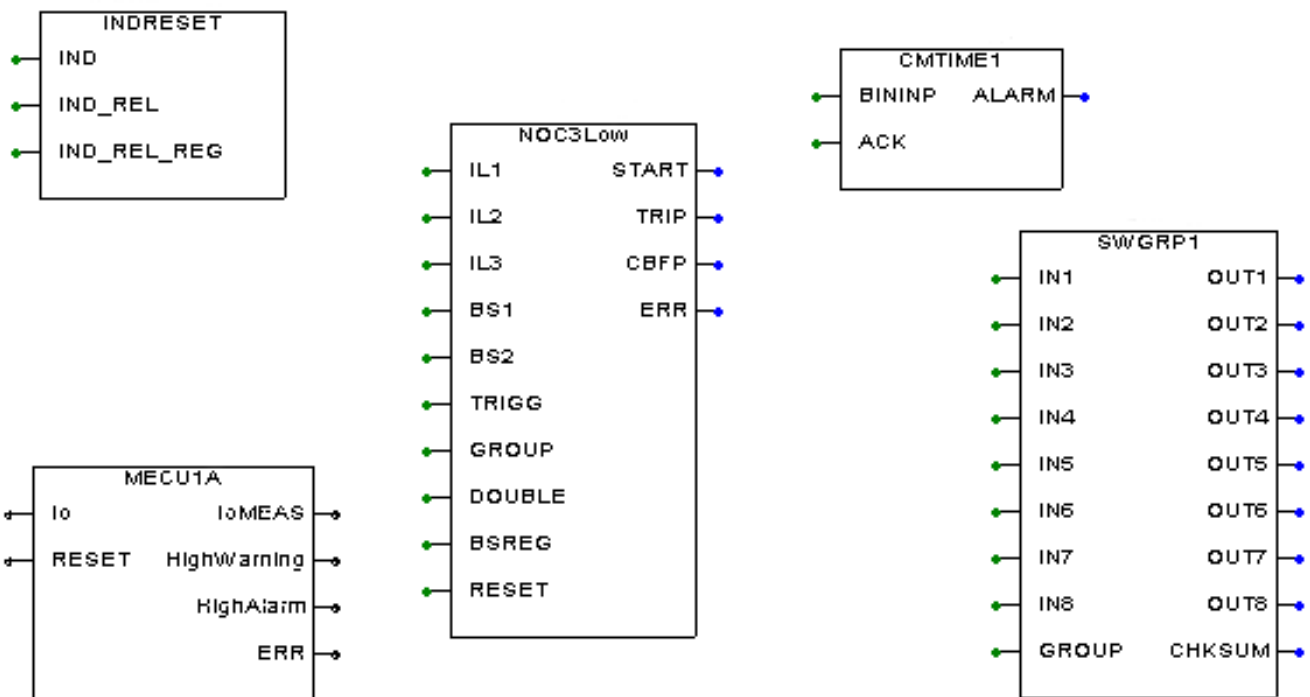 INDRESET
IND
IND_REL
IND_REL_REG
NOC3Low
IL1 START
IL2 TRIP
IL3 CBFP
BS1 ERR
BS2
TRIGG
GROUP
DOUBLE
BSREG
RESET
CMTIME1
BININP ALARM
ACK
SWGRP1
IN1 OUT1
IN2 OUT2
IN3 OUT3
IN4 OUT4
IN5 OUT5
IN6 OUT6
IN7 OUT7
IN8 OUT8
GROUP CHKSUM
MECU1A
Io IoMEAS
RESET HighWarning
HighAlarm
ERR